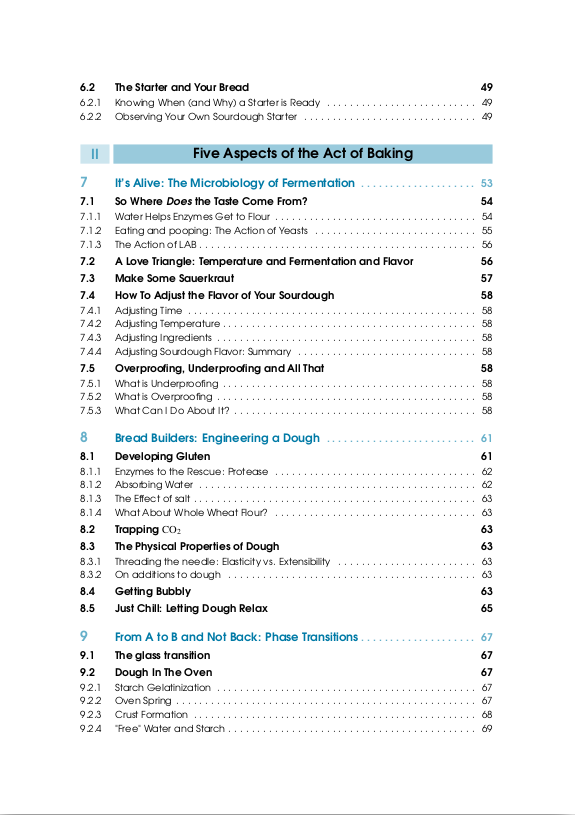 6.2 The Starter and Your Bread 49
6.2.1 Knowing When (and Why) a Starter is Ready . . . . . . . . . . . . . . . . . . . . . . . . . . 49
6.2.2 Observing Your Own Sourdough Starter . . . . . . . . . . . . . . . . . . . . . . . . . . . . . . 49
II Five Aspects of the Act of Baking
7 It's Alive: The Microbiology of Fermentation . . . . . . . . . . . . . . . . . . . 53
7.1 So Where Does the Taste Come From? 54
7.1.1 Water Helps Enzymes Get to Flour . . . . . . . . . . . . . . . . . . . . . . . . . . . . . . . . . . . 54
7.1.2 Eating and pooping: The Action of Yeasts . . . . . . . . . . . . . . . . . . . . . . . . . . . . 55
7.1.3 The Action of LAB . . . . . . . . . . . . . . . . . . . . . . . . . . . . . . . . . . . . . . . . . . . . . . . . 56
7.2 A Love Triangle: Temperature and Fermentation and Flavor 56
7.3 Make Some Sauerkraut 57
7.4 How To Adjust the Flavor of Your Sourdough 58
7.4.1 Adjusting Time . . . . . . . . . . . . . . . . . . . . . . . . . . . . . . . . . . . . . . . . . . . . . . . . . . 58
7.4.2 Adjusting Temperature . . . . . . . . . . . . . . . . . . . . . . . . . . . . . . . . . . . . . . . . . . . . 58
7.4.3 Adjusting Ingredients . . . . . . . . . . . . . . . . . . . . . . . . . . . . . . . . . . . . . . . . . . . . . 58
7.4.4 Adjusting Sourdough Flavor: Summary . . . . . . . . . . . . . . . . . . . . . . . . . . . . . . . 58
7.5 Overproofing, Underproofing and All That 58
7.5.1 What is Underproofing . . . . . . . . . . . . . . . . . . . . . . . . . . . . . . . . . . . . . . . . . . . . 58
7.5.2 What is Overproofing . . . . . . . . . . . . . . . . . . . . . . . . . . . . . . . . . . . . . . . . . . . . . 58
7.5.3 What Can I Do About It? . . . . . . . . . . . . . . . . . . . . . . . . . . . . . . . . . . . . . . . . . . 58
8 Bread Builders: Engineering a Dough . . . . . . . . . . . . . . . . . . . . . . . . . 61
8.1 Developing Gluten 61
8.1.1 Enzymes to the Rescue: Protease . . . . . . . . . . . . . . . . . . . . . . . . . . . . . . . . . . . 62
8.1.2 Absorbing Water . . . . . . . . . . . . . . . . . . . . . . . . . . . . . . . . . . . . . . . . . . . . . . . . 62
8.1.3 The Effect of salt . . . . . . . . . . . . . . . . . . . . . . . . . . . . . . . . . . . . . . . . . . . . . . . . . 63
8.1.4 What About Whole Wheat Flour? . . . . . . . . . . . . . . . . . . . . . . . . . . . . . . . . . . . 63
8.2 Trapping CO₂ 63
8.3 The Physical Properties of Dough 63
8.3.1 Threading the needle: Elasticity vs. Extensibility . . . . . . . . . . . . . . . . . . . . . . . . 63
8.3.2 On additions to dough . . . . . . . . . . . . . . . . . . . . . . . . . . . . . . . . . . . . . . . . . . . 63
8.4 Getting Bubbly 63
8.5 Just Chill: Letting Dough Relax 65
9 From A to B and Not Back: Phase Transitions . . . . . . . . . . . . . . . . . . . . 67
9.1 The glass transition 67
9.2 Dough In The Oven 67
9.2.1 Starch Gelatinization . . . . . . . . . . . . . . . . . . . . . . . . . . . . . . . . . . . . . . . . . . . . . 67
9.2.2 Oven Spring . . . . . . . . . . . . . . . . . . . . . . . . . . . . . . . . . . . . . . . . . . . . . . . . . . . . 67
9.2.3 Crust Formation . . . . . . . . . . . . . . . . . . . . . . . . . . . . . . . . . . . . . . . . . . . . . . . . . 68
9.2.4 "Free" Water and Starch . . . . . . . . . . . . . . . . . . . . . . . . . . . . . . . . . . . . . . . . . . . 69